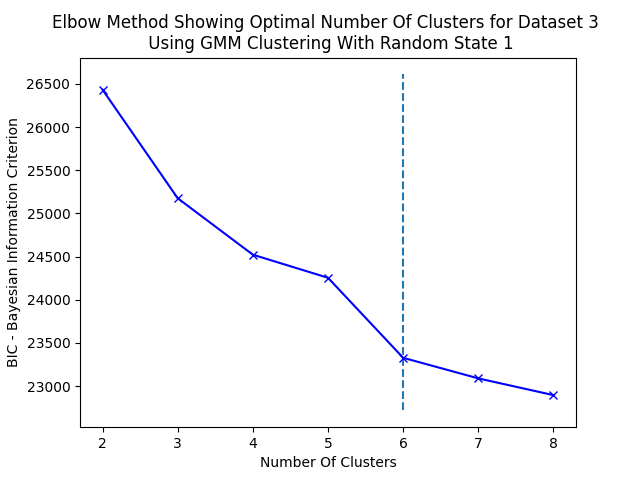 Elbow Method Showing Optimal Number Of Clusters for Dataset 3
Using GMM Clustering With Random State 1
BIC - Bayesian Information Criterion
26500
26000
25500
25000
24500
24000
23500
23000
2 3 4 5 6 7 8
Number Of Clusters